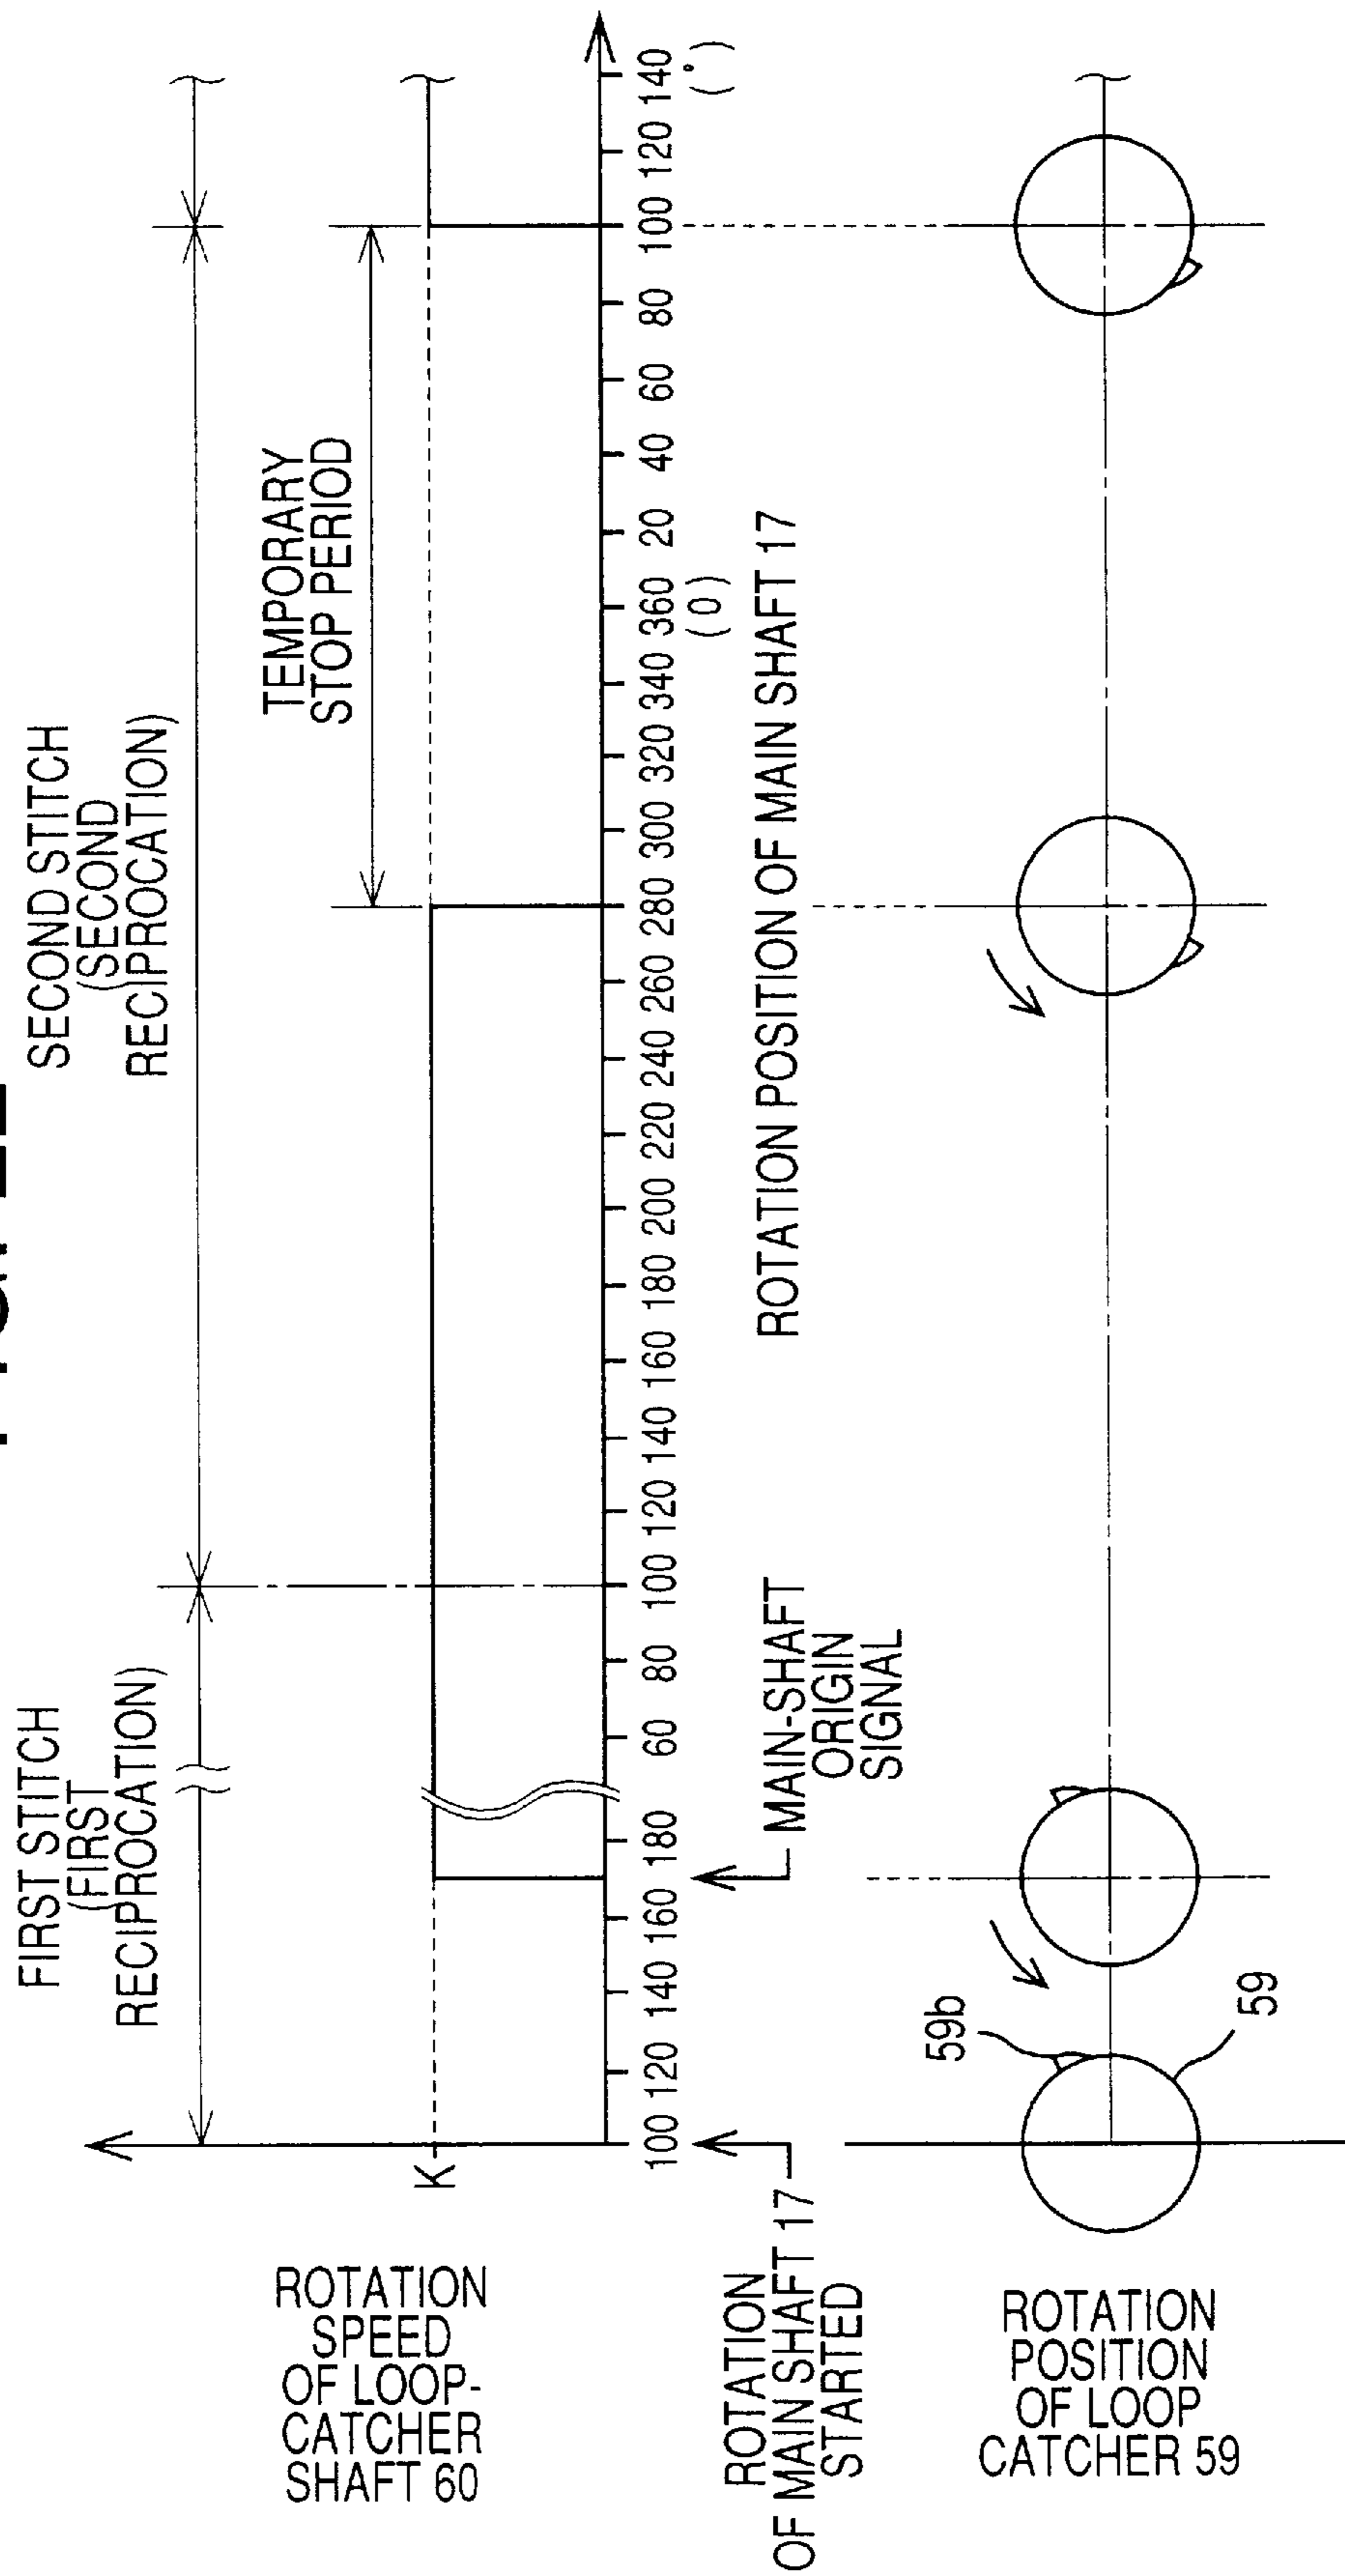 FIRST STITCH
(FIRST
RECIPROCATION)
SECOND STITCH
(SECOND
RECIPROCATION)
TEMPORARY
STOP PERIOD
ROTATION
SPEED
OF LOOP-
CATCHER
SHAFT 60
K
100 120 140 160 180 60 80 100 120 140 160 180 200 220 240 260 280 300 320 340 360 20 40 60 80 100 120 140
(0)
(°)
ROTATION
OF MAIN SHAFT 17
STARTED
MAIN-SHAFT
ORIGIN
SIGNAL
ROTATION POSITION OF MAIN SHAFT 17
ROTATION
POSITION
OF LOOP
CATCHER 59
59b
59